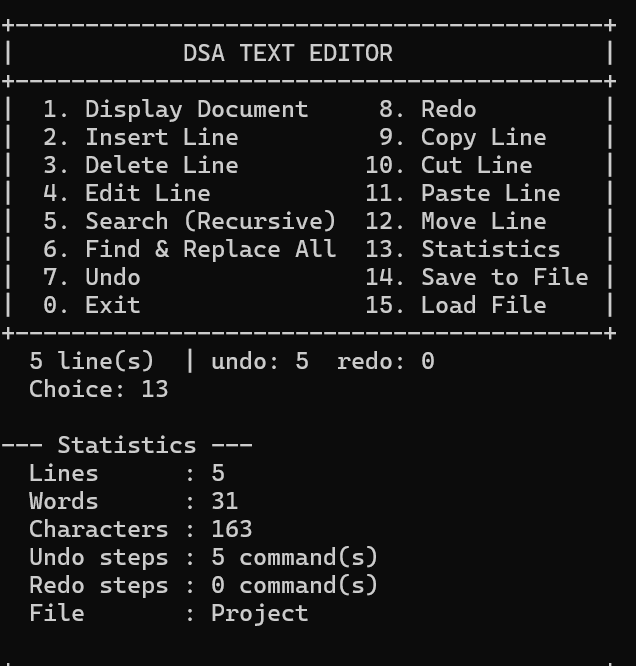 +------------------------------------------+
|            DSA TEXT EDITOR               |
+------------------------------------------+
|  1. Display Document     8. Redo         |
|  2. Insert Line          9. Copy Line    |
|  3. Delete Line         10. Cut Line     |
|  4. Edit Line           11. Paste Line   |
|  5. Search (Recursive)  12. Move Line    |
|  6. Find & Replace All  13. Statistics   |
|  7. Undo                14. Save to File |
|  0. Exit                15. Load File    |
+------------------------------------------+
  5 line(s)  | undo: 5  redo: 0
  Choice: 13

--- Statistics ---
  Lines      : 5
  Words      : 31
  Characters : 163
  Undo steps : 5 command(s)
  Redo steps : 0 command(s)
  File       : Project